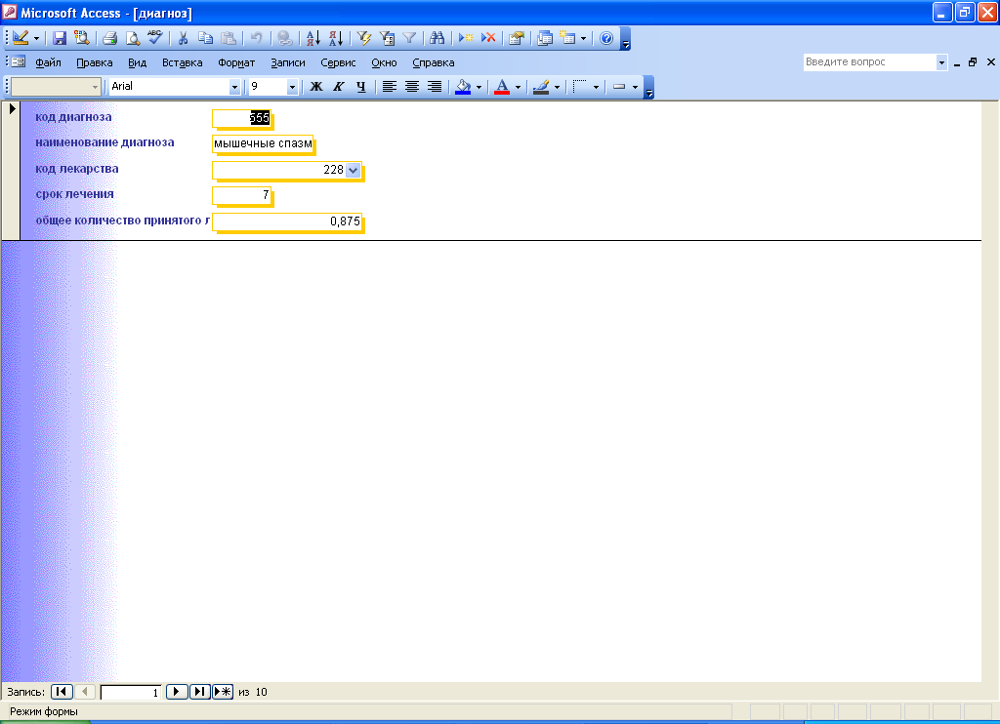 Microsoft Access - [диагноз]
Файл Правка Вид Вставка Формат Записи Сервис Окно Справка Введите вопрос
Arial 9 Ж К Ч
код диагноза 555
наименование диагноза мышечные спазм
код лекарства 228
срок лечения 7
общее количество принятого л 0,875
Запись: 1 из 10
Режим формы